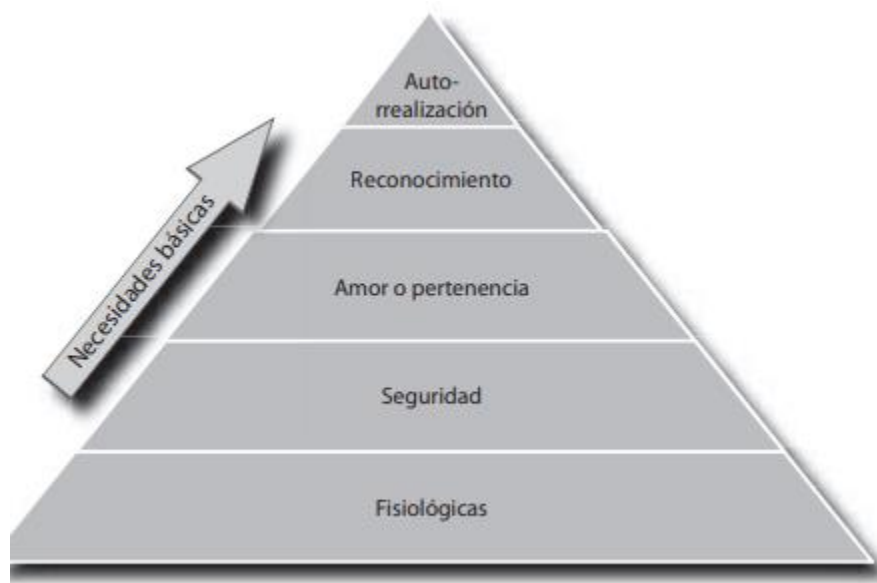 Auto-
rrealización
Reconocimiento
Amor o pertenencia
Seguridad
Fisiológicas
Necesidades básicas